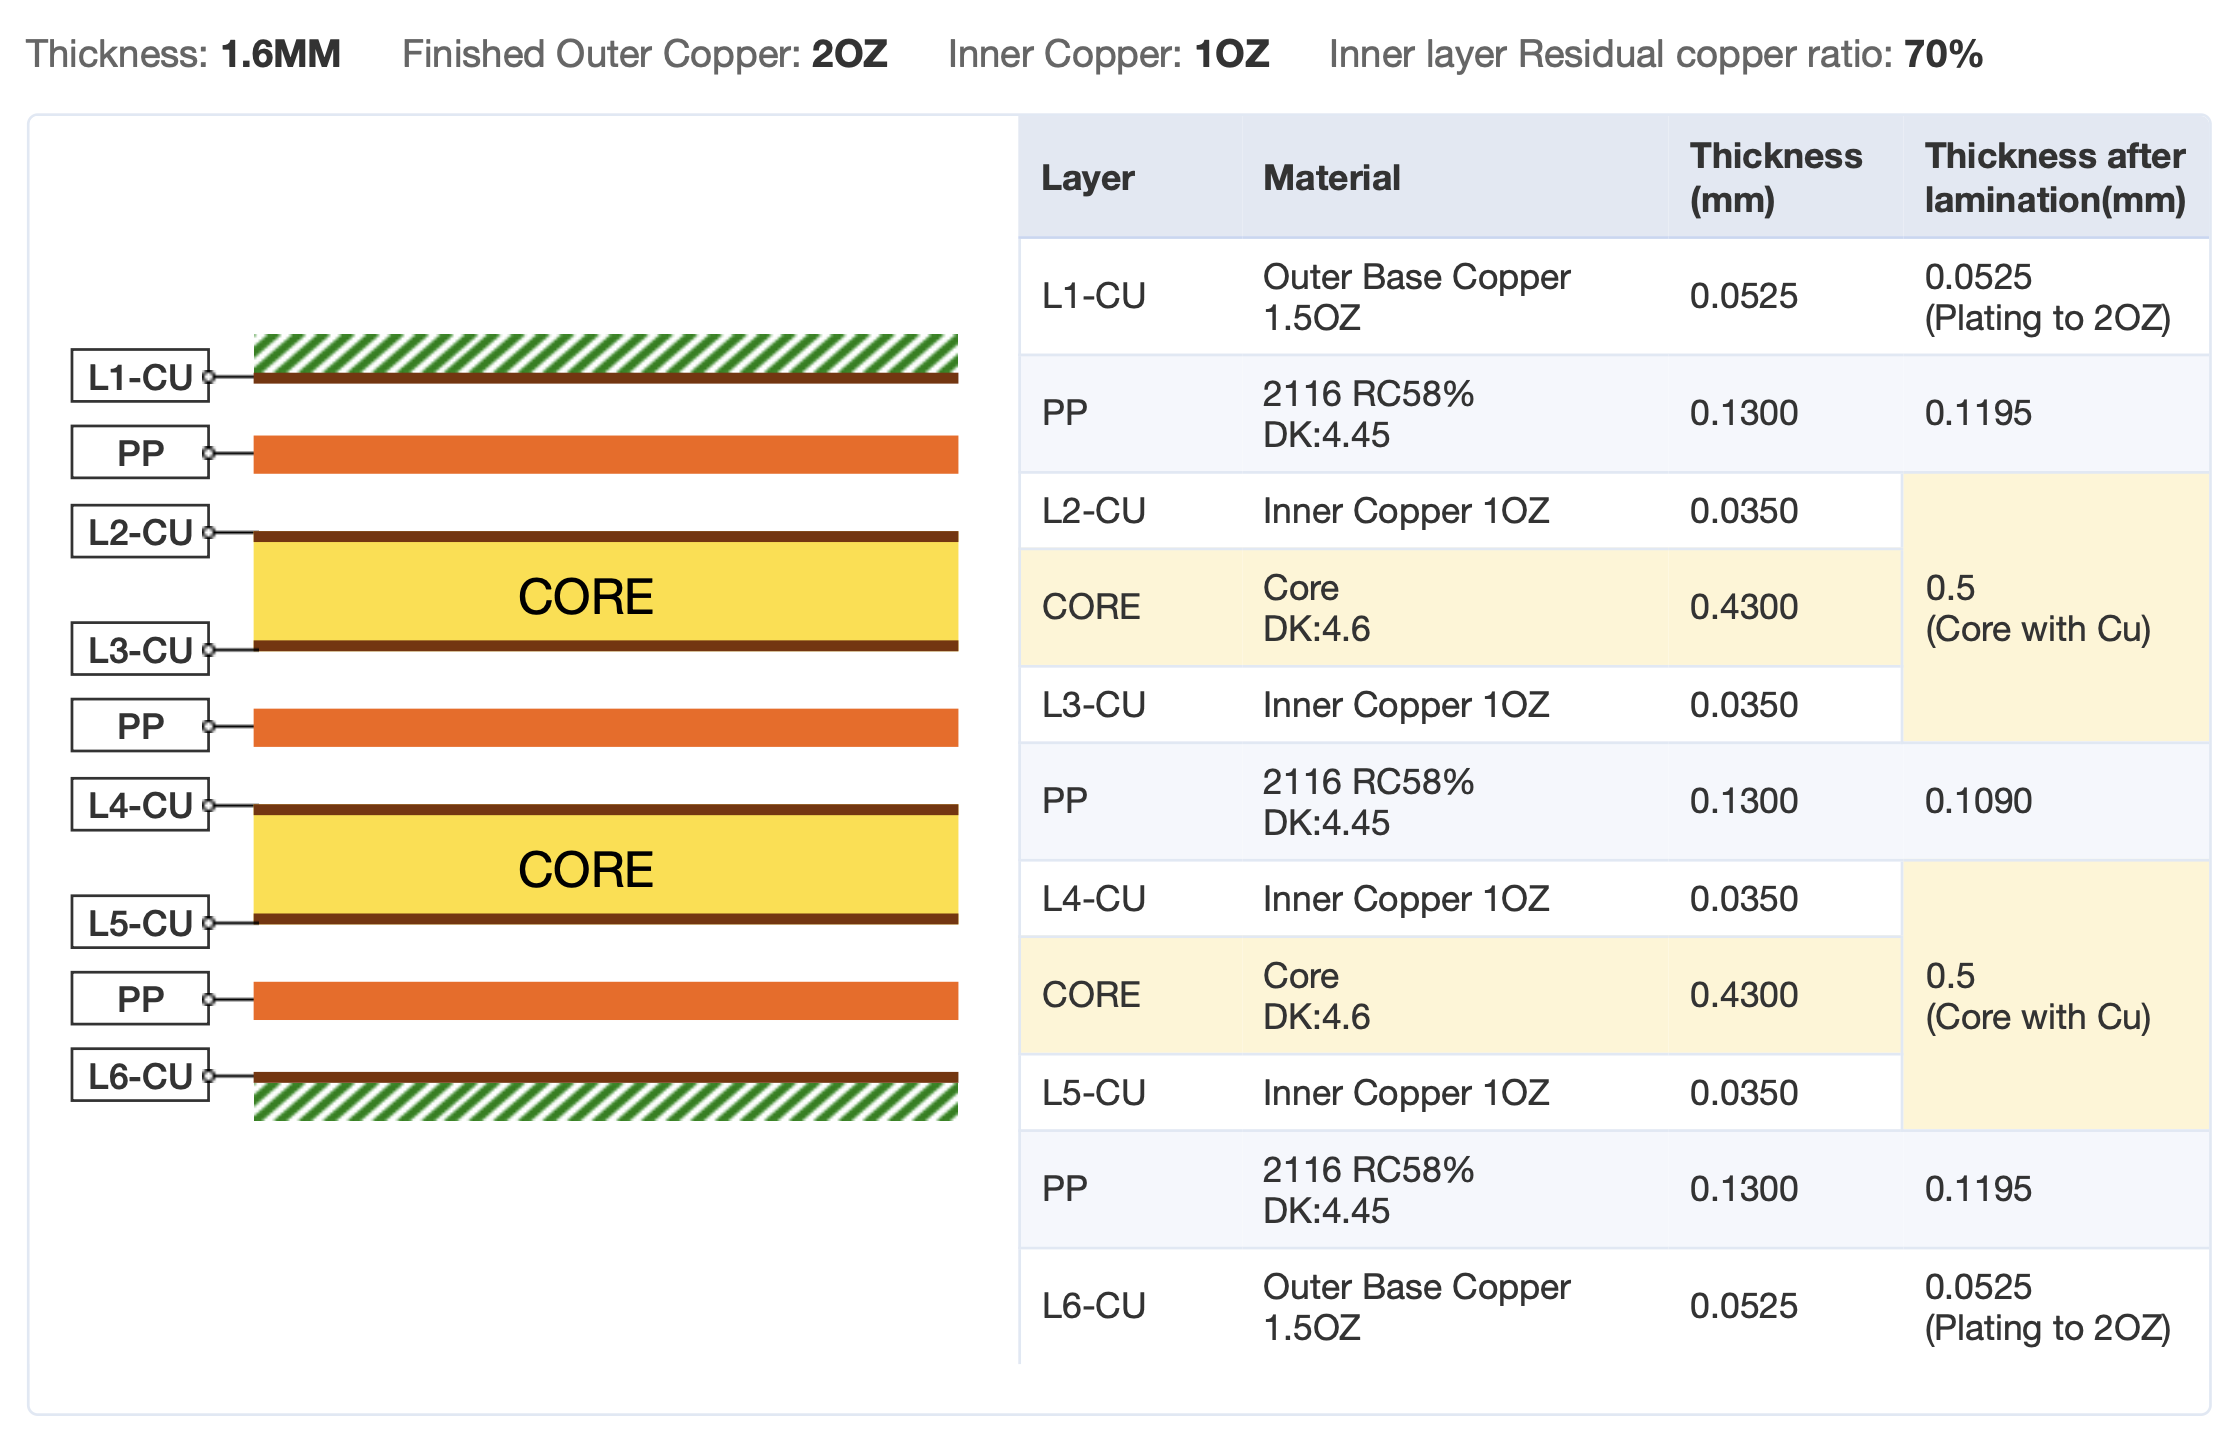 Thickness: 1.6MM Finished Outer Copper: 2OZ Inner Copper: 1OZ Inner layer Residual copper ratio: 70%
L1-CU
PP
L2-CU
CORE
L3-CU
PP
L4-CU
CORE
L5-CU
PP
L6-CU
Layer Material Thickness (mm) Thickness after lamination(mm)
L1-CU Outer Base Copper 1.5OZ 0.0525 0.0525 (Plating to 2OZ)
PP 2116 RC58% DK:4.45 0.1300 0.1195
L2-CU Inner Copper 1OZ 0.0350
CORE Core DK:4.6 0.4300 0.5 (Core with Cu)
L3-CU Inner Copper 1OZ 0.0350
PP 2116 RC58% DK:4.45 0.1300 0.1090
L4-CU Inner Copper 1OZ 0.0350
CORE Core DK:4.6 0.4300 0.5 (Core with Cu)
L5-CU Inner Copper 1OZ 0.0350
PP 2116 RC58% DK:4.45 0.1300 0.1195
L6-CU Outer Base Copper 1.5OZ 0.0525 0.0525 (Plating to 2OZ)